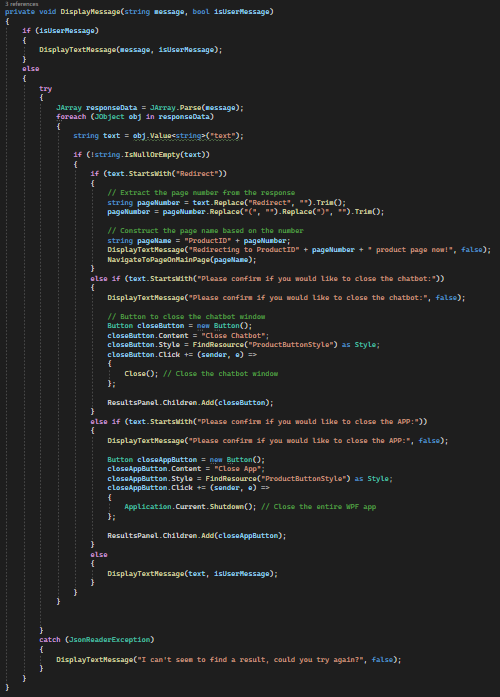 3 references
private void DisplayMessage(string message, bool isUserMessage)
{
if (isUserMessage)
{
DisplayTextMessage(message, isUserMessage);
}
else
{
try
{
JArray responseData = JArray.Parse(message);
foreach (JObject obj in responseData)
{
string text = obj.Value<string>("text");
if (!string.IsNullOrEmpty(text))
{
if (text.StartsWith("Redirect"))
{
// Extract the page number from the response
string pageNumber = text.Replace("Redirect", "").Trim();
pageNumber = pageNumber.Replace("(", "").Replace(")", "").Trim();
// Construct the page name based on the number
string pageName = "ProductID" + pageNumber;
DisplayTextMessage("Redirecting to ProductID" + pageNumber + " product page now!", false);
NavigateToPageOnMainPage(pageName);
}
else if (text.StartsWith("Please confirm if you would like to close the chatbot:"))
{
DisplayTextMessage("Please confirm if you would like to close the chatbot:", false);
// Button to close the chatbot window
Button closeButton = new Button();
closeButton.Content = "Close Chatbot";
closeButton.Style = FindResource("ProductButtonStyle") as Style;
closeButton.Click += (sender, e) =>
{
Close(); // Close the chatbot window
};
ResultsPanel.Children.Add(closeButton);
}
else if (text.StartsWith("Please confirm if you would like to close the APP:"))
{
DisplayTextMessage("Please confirm if you would like to close the APP:", false);
Button closeAppButton = new Button();
closeAppButton.Content = "Close App";
closeAppButton.Style = FindResource("ProductButtonStyle") as Style;
closeAppButton.Click += (sender, e) =>
{
Application.Current.Shutdown(); // Close the entire WPF app
};
ResultsPanel.Children.Add(closeAppButton);
}
else
{
DisplayTextMessage(text, isUserMessage);
}
}
}
}
catch (JsonReaderException)
{
DisplayTextMessage("I can't seem to find a result, could you try again?", false);
}
}
}